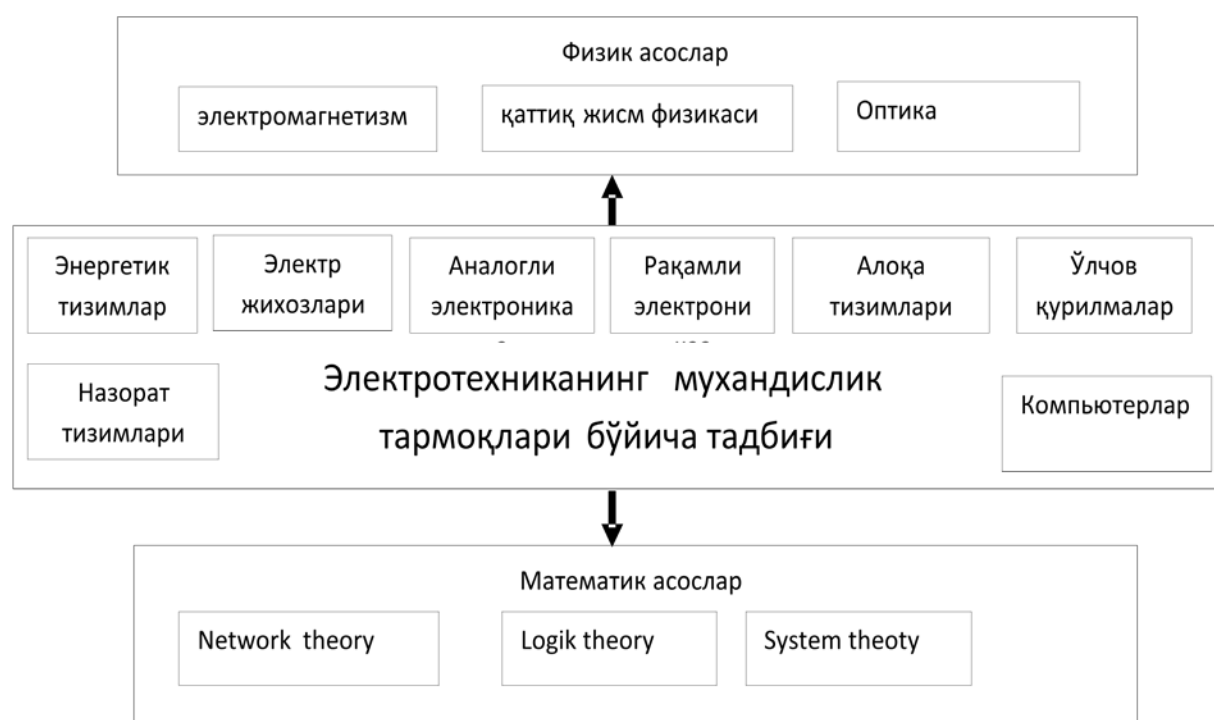 Физик асослар
электромагнетизм
қаттиқ жисм физикаси
Оптика
Энергетик
тизимлар
Электр
жихозлари
Аналогли
электроника
Рақамли
электрони
Алоқа
тизимлари
Ўлчов
қурилмалар
Назорат
тизимлари
Электротехниканинг мухандислик
тармоқлари бўйича тадбиғи
Компьютерлар
Математик асослар
Network theory
Logik theory
System theoty